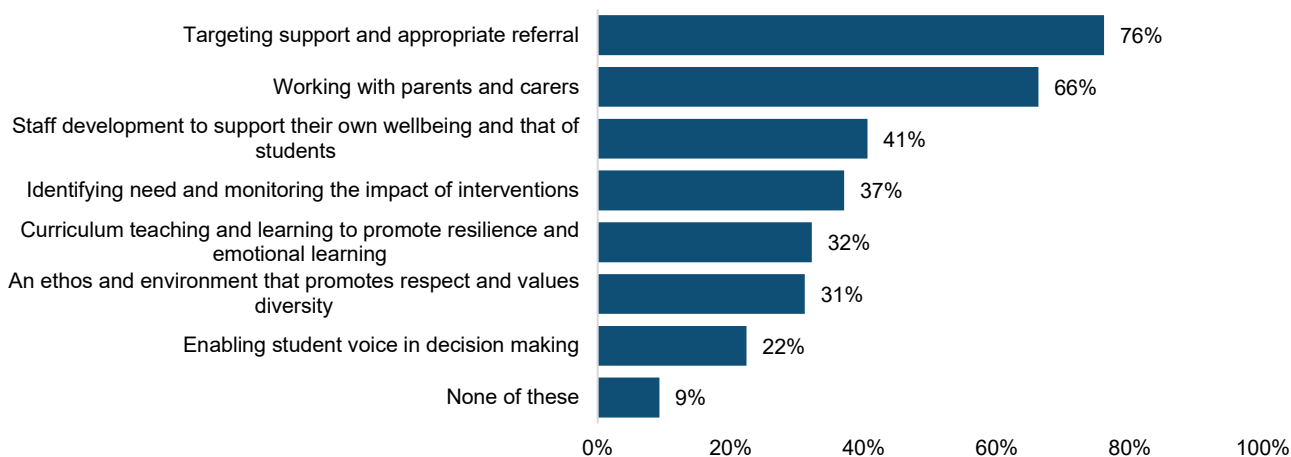 Targeting support and appropriate referral
76%
Working with parents and carers
66%
Staff development to support their own wellbeing and that of
students
41%
Identifying need and monitoring the impact of interventions
37%
Curriculum teaching and learning to promote resilience and
emotional learning
32%
An ethos and environment that promotes respect and values
diversity
31%
Enabling student voice in decision making
22%
None of these
9%
0% 20% 40% 60% 80% 100%